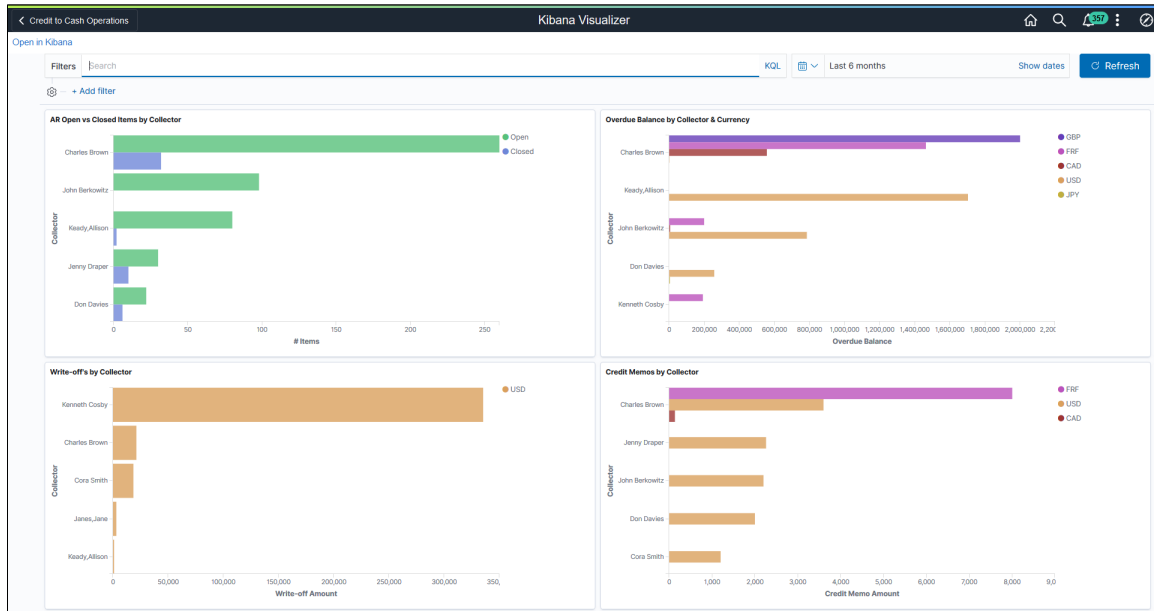 Credit to Cash Operations
Kibana Visualizer
357
Open in Kibana
Filters
Search
KQL
Last 6 months
Show dates
Refresh
+ Add filter
AR Open vs Closed Items by Collector
Open
Closed
Charles Brown
John Berkowitz
Keady,Allison
Jenny Draper
Don Davies
Collector
0 50 100 150 200 250
# Items
Overdue Balance by Collector & Currency
GBP
FRF
CAD
USD
JPY
Charles Brown
Keady,Allison
John Berkowitz
Don Davies
Kenneth Cosby
Collector
0 200,000 400,000 600,000 800,000 1,000,000 1,200,000 1,400,000 1,600,000 1,800,000 2,000,000 2,20
Overdue Balance
Write-off's by Collector
USD
Kenneth Cosby
Charles Brown
Cora Smith
Janes,Jane
Keady,Allison
Collector
0 50,000 100,000 150,000 200,000 250,000 300,000 350,
Write-off Amount
Credit Memos by Collector
FRF
USD
CAD
Charles Brown
Jenny Draper
John Berkowitz
Don Davies
Cora Smith
Collector
0 1,000 2,000 3,000 4,000 5,000 6,000 7,000 8,000 9,0
Credit Memo Amount